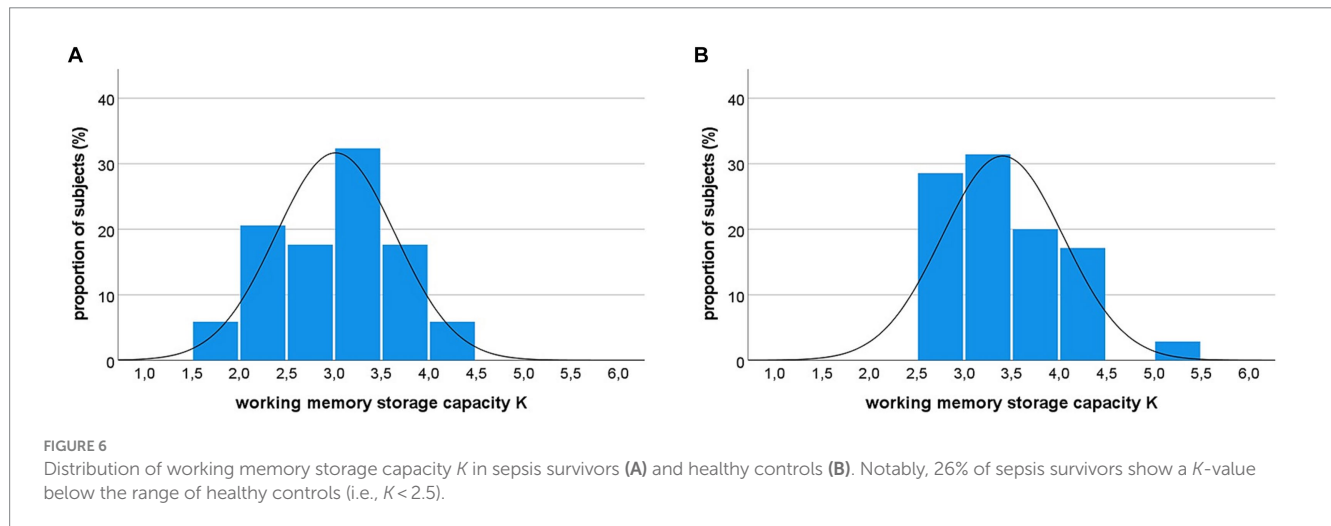 A
40
30
20
10
0
proportion of subjects (%)
1,0 1,5 2,0 2,5 3,0 3,5 4,0 4,5 5,0 5,5 6,0
working memory storage capacity K
B
40
30
20
10
0
proportion of subjects (%)
1,0 1,5 2,0 2,5 3,0 3,5 4,0 4,5 5,0 5,5 6,0
working memory storage capacity K
FIGURE 6
Distribution of working memory storage capacity K in sepsis survivors (A) and healthy controls (B). Notably, 26% of sepsis survivors show a K-value
below the range of healthy controls (i.e., K < 2.5).